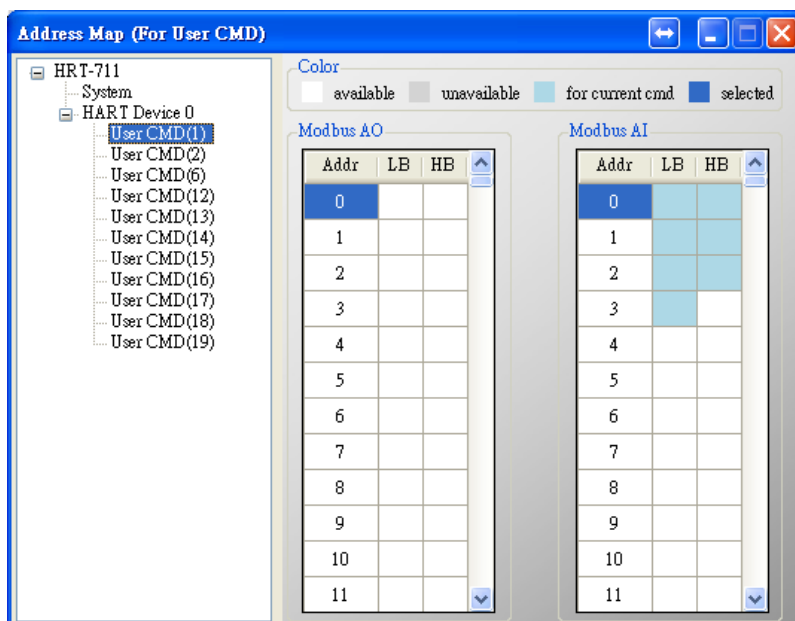 Address Map (For User CMD)
HRT-711
System
HART Device 0
User CMD(1)
User CMD(2)
User CMD(6)
User CMD(12)
User CMD(13)
User CMD(14)
User CMD(15)
User CMD(16)
User CMD(17)
User CMD(18)
User CMD(19)
Color
available unavailable for current cmd selected
Modbus AO
Addr LB HB
0
1
2
3
4
5
6
7
8
9
10
11
Modbus AI
Addr LB HB
0
1
2
3
4
5
6
7
8
9
10
11